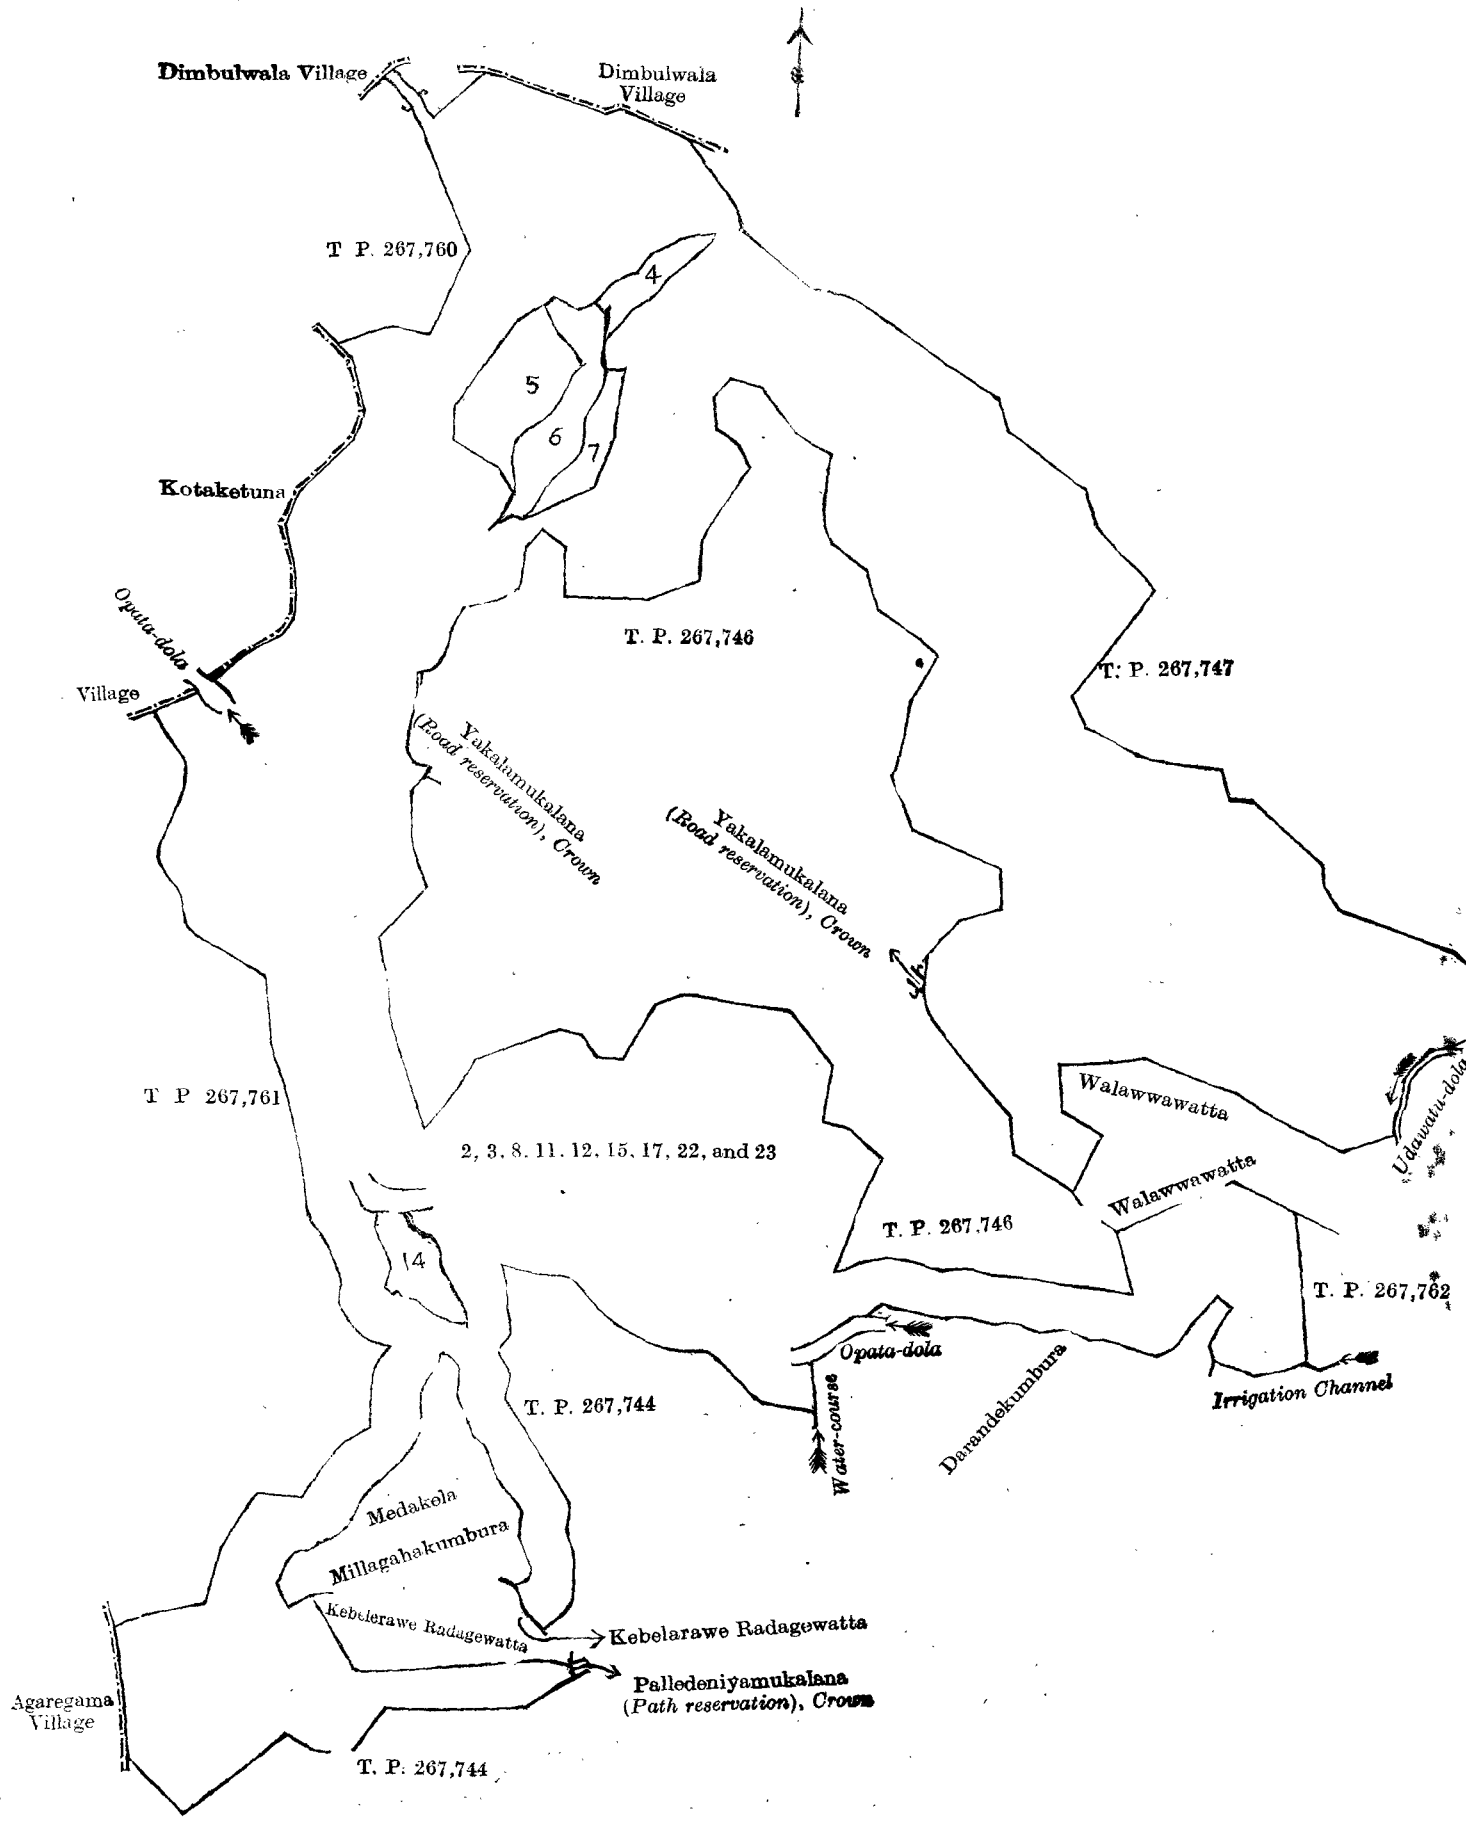 Dimbulwala Village
Dimbulwala
Village
T P. 267,760
4
5
6
7
Kotaketuna
Opata-dola
Village
T. P. 267,746
T. P. 267,747
Yakalamukalana
(Road reservation), Crown
Yakalamukalana
(Road reservation), Crown
T P 267,761
2, 3, 8. 11. 12, 15, 17, 22, and 23
Walawwawatta
Udawatu-dola
Walawwawatta
T. P. 267,746
14
T. P. 267,762
Opata-dola
Irrigation Channel
T. P. 267,744
Water-course
Darandekumbura
Medakela
Millagahakumbura
Kebelerawe Radagewatta
Kebelarawe Radagewatta
Palledeniyamukalana
(Path reservation), Crown
Agaregama
Village
T. P. 267,744